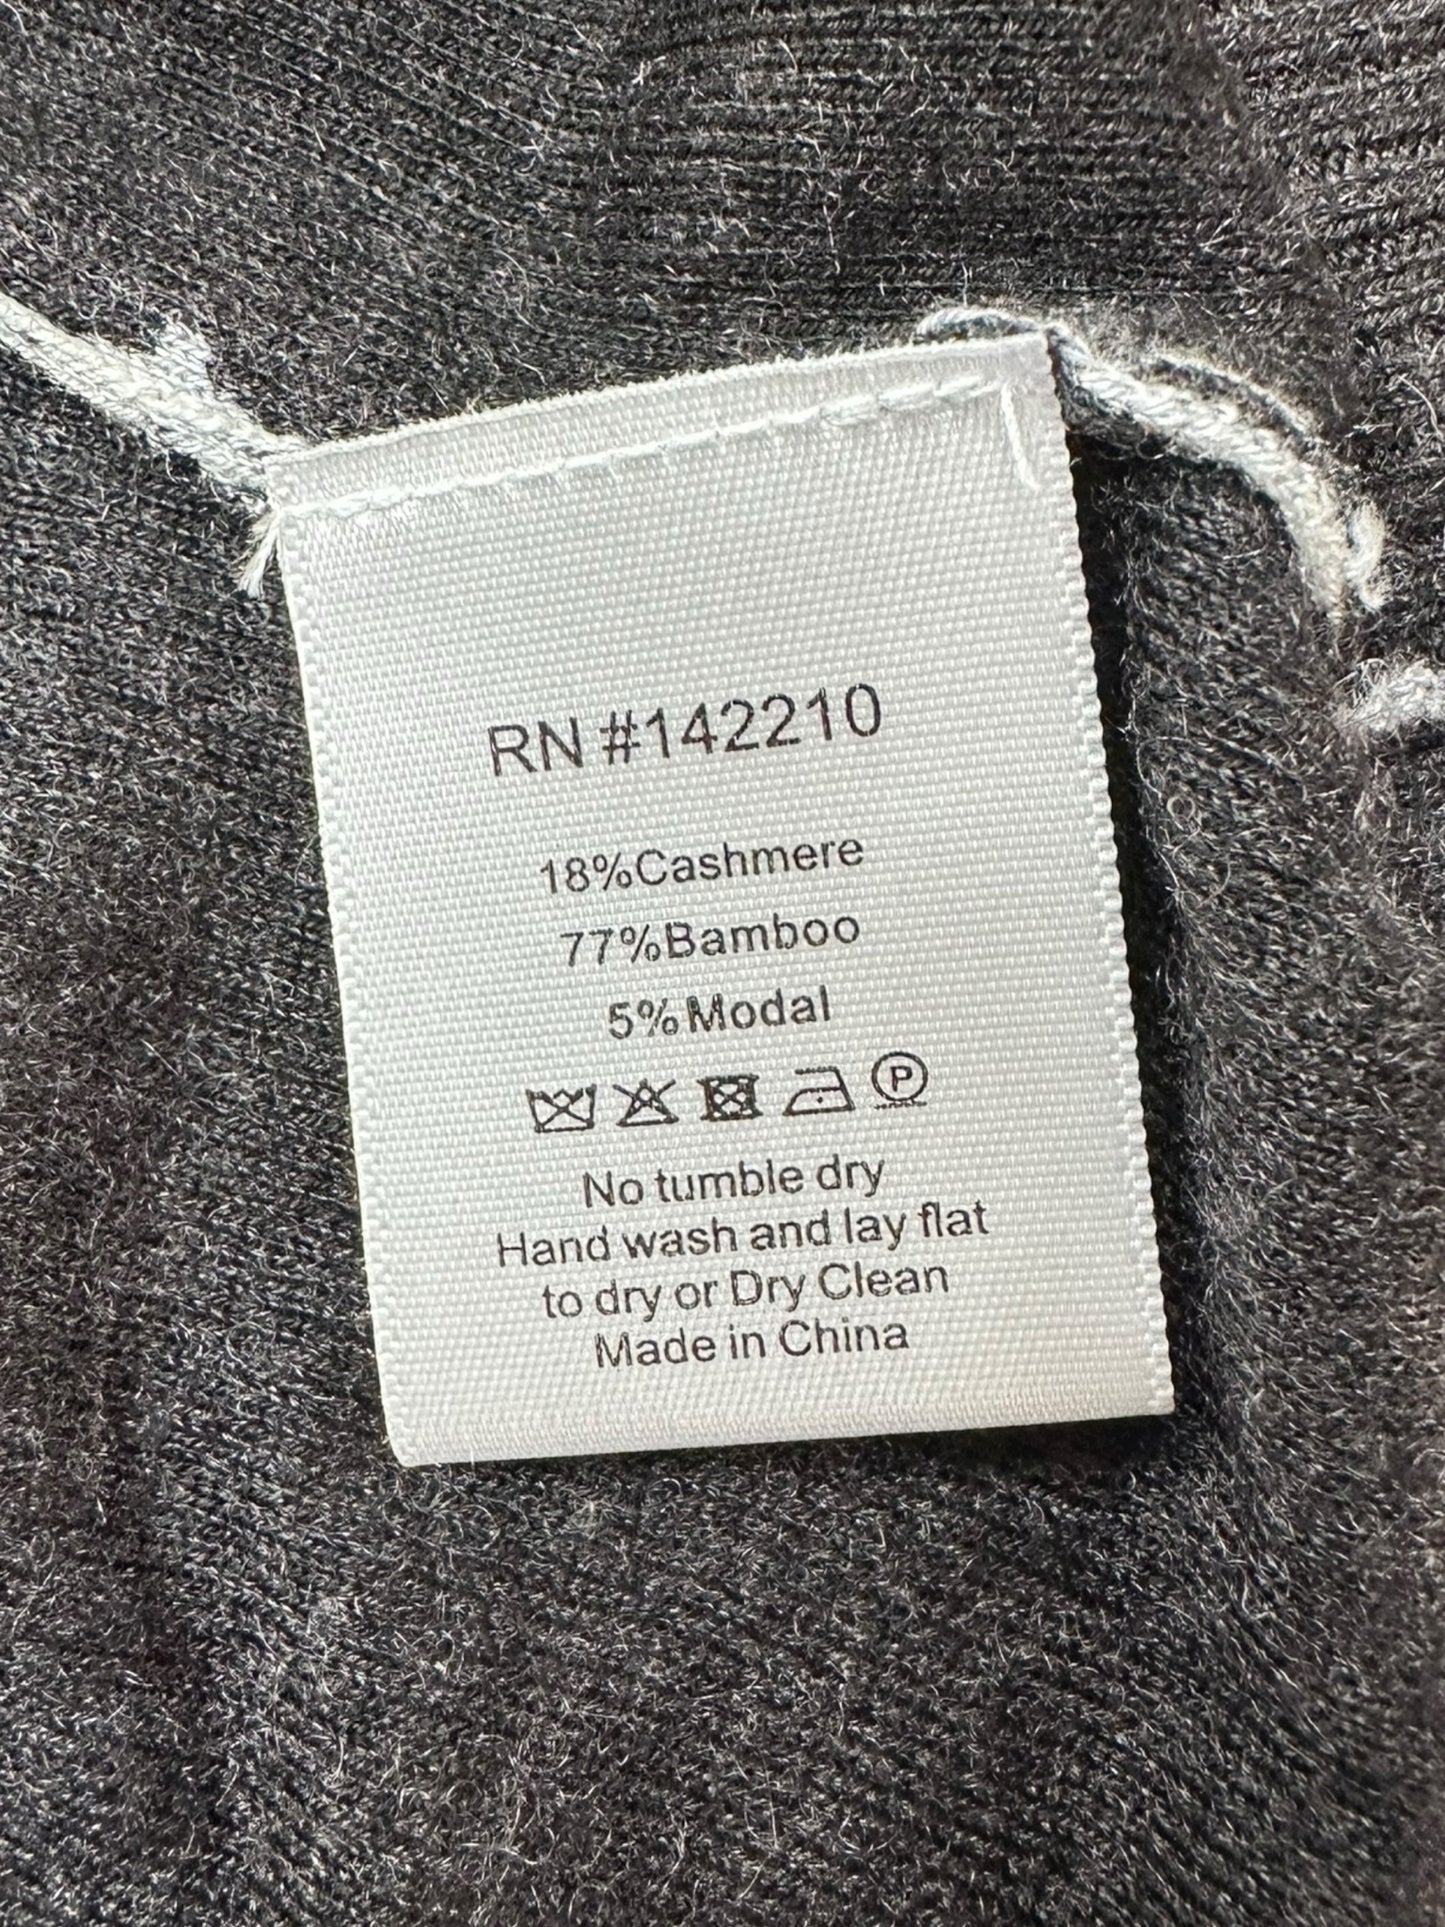 RN #142210
18%Cashmere
77%Bamboo
5%Modal
P
No tumble dry
Hand wash and lay flat
to dry or Dry Clean
Made in China